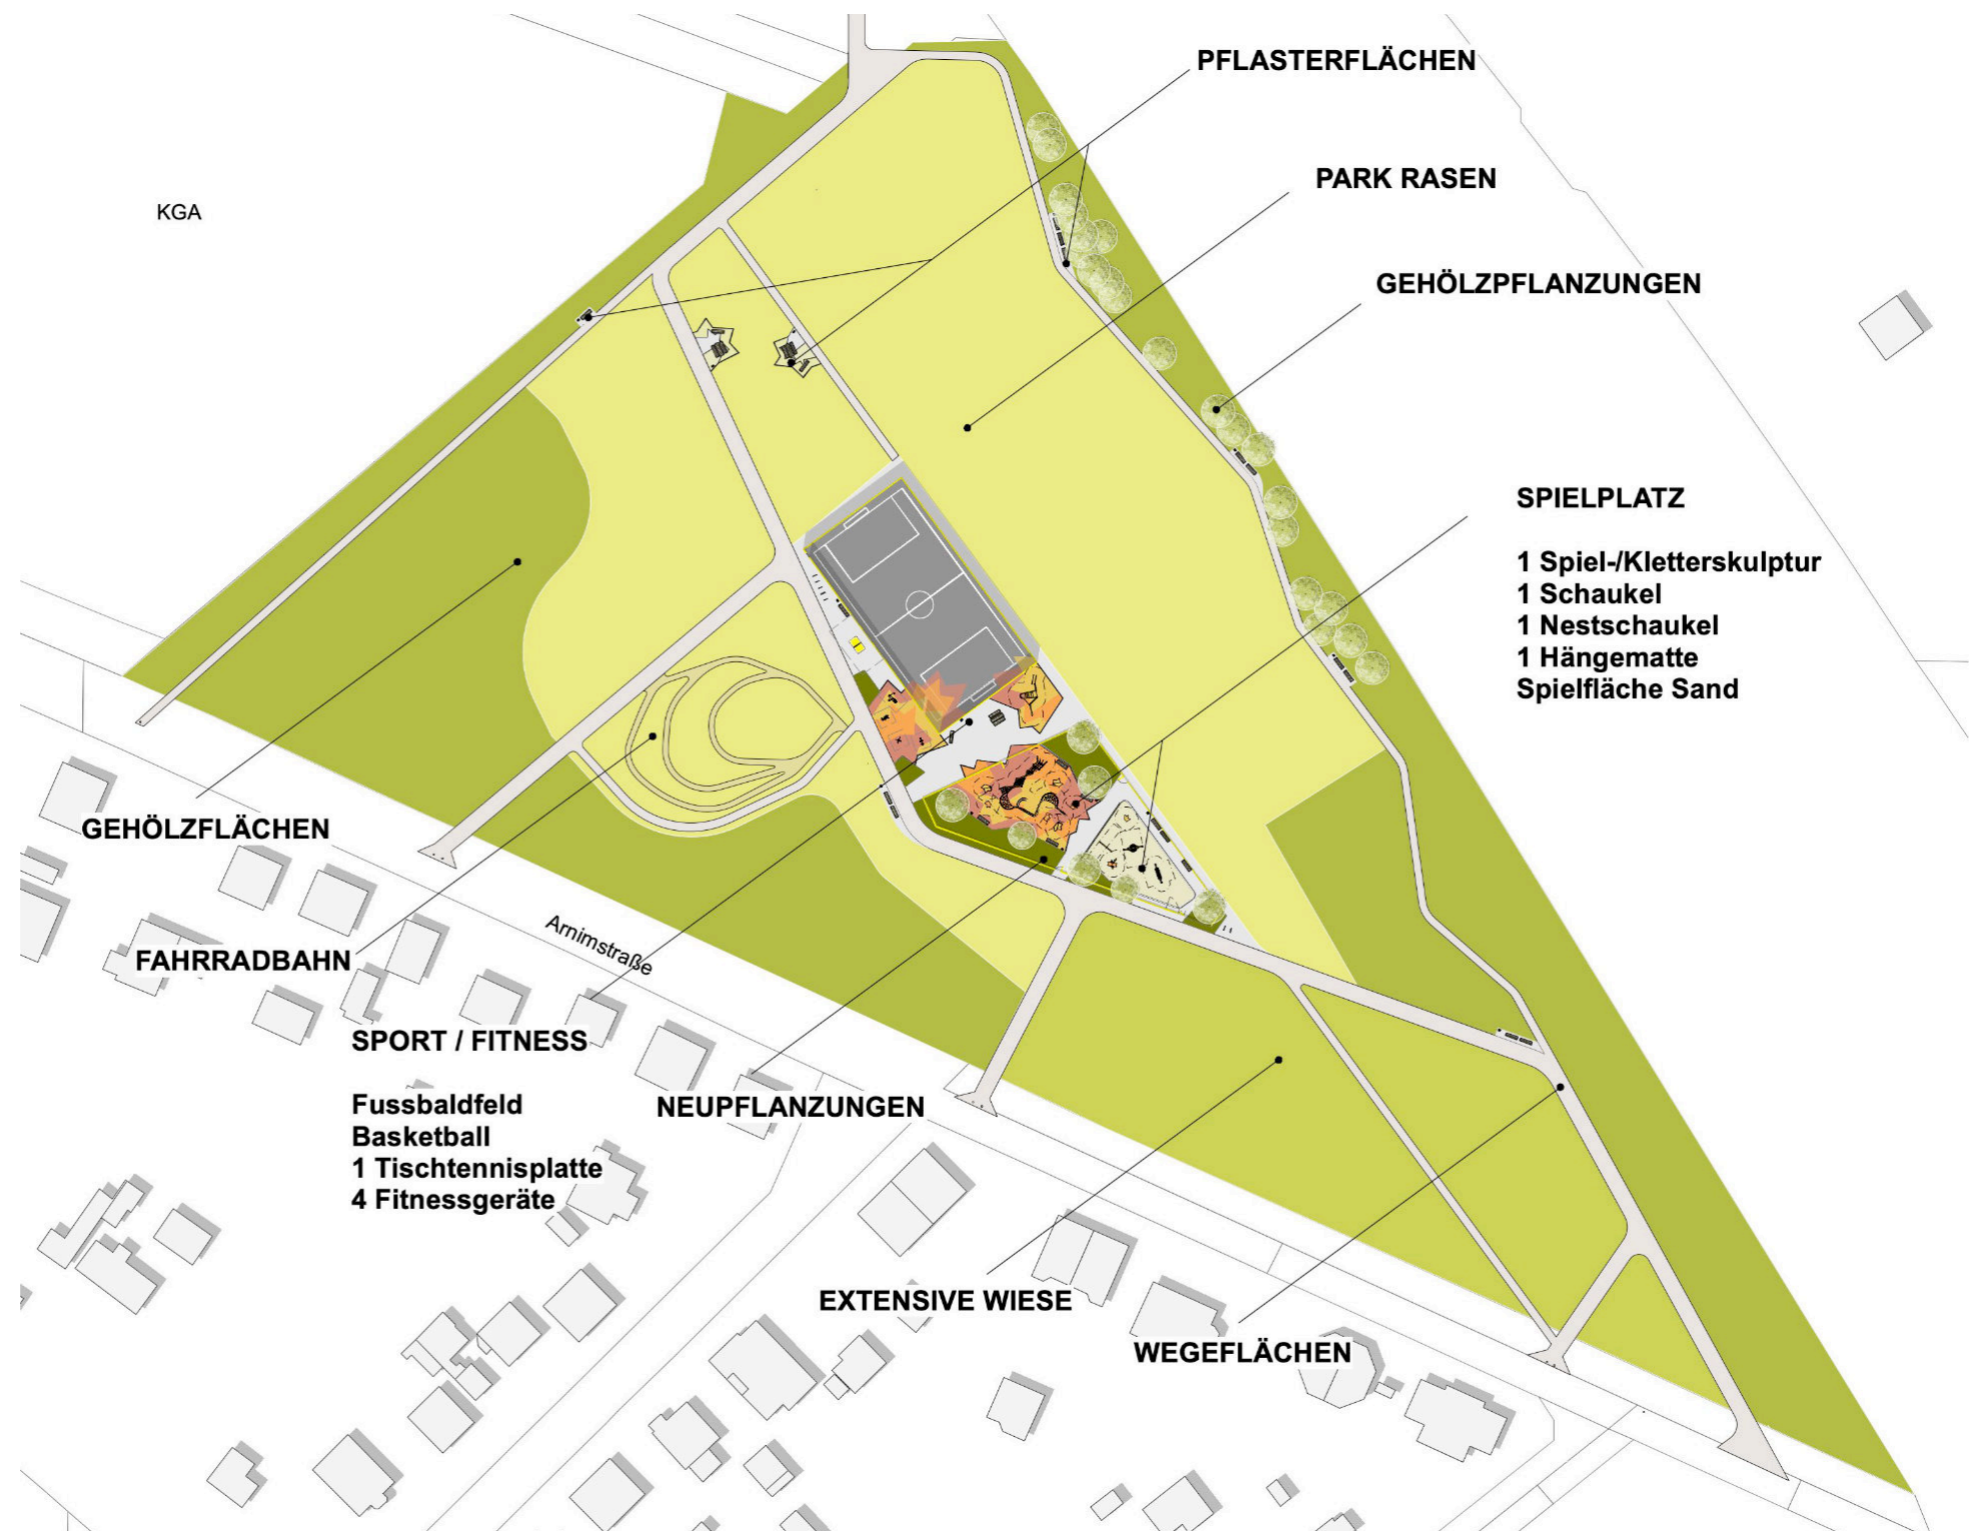 PFLASTERFLÄCHEN
PARK RASEN
KGA
GEHÖLZPFLANZUNGEN
SPIELPLATZ
1 Spiel-/Kletterskulptur
1 Schaukel
1 Nestschaukel
1 Hängematte
Spielfläche Sand
GEHÖLZFLÄCHEN
Arnimstraße
FAHRRADBAHN
SPORT / FITNESS
Fussbaldfeld
Basketball
1 Tischtennisplatte
4 Fitnessgeräte
NEUPFLANZUNGEN
EXTENSIVE WIESE
WEGEFLÄCHEN